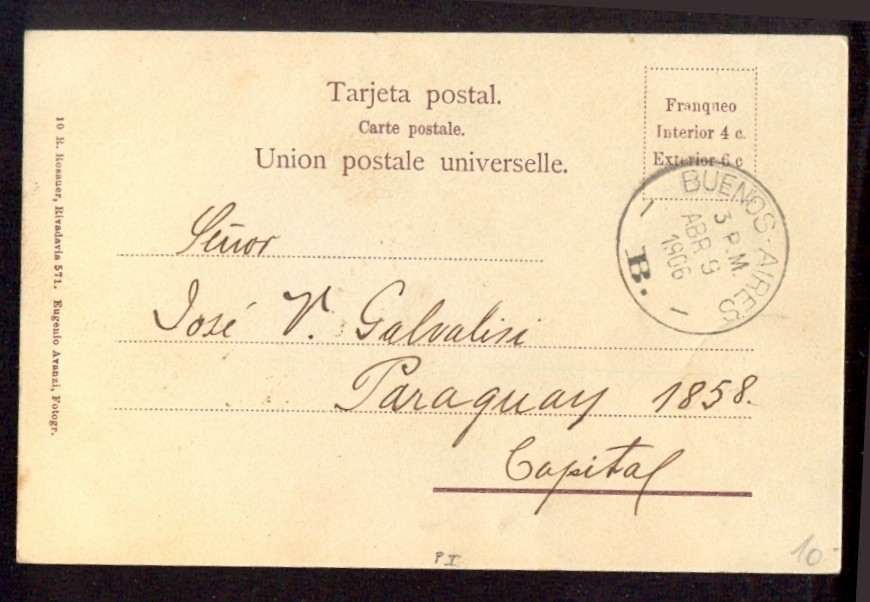 Tarjeta postal.
Carte postale.
Union postale universelle.
Franqueo
Interior 4 c.
Exterior 6 c
BUENOS-AIRES
3 P.M.
ABR 9
1906
B.
Señor
José V. Galvalisi
Paraguay 1858.
Capital
10 R. Rosauer, Rivadavia 571. Eugenio Avanzi, Fotogr.
P I
10-